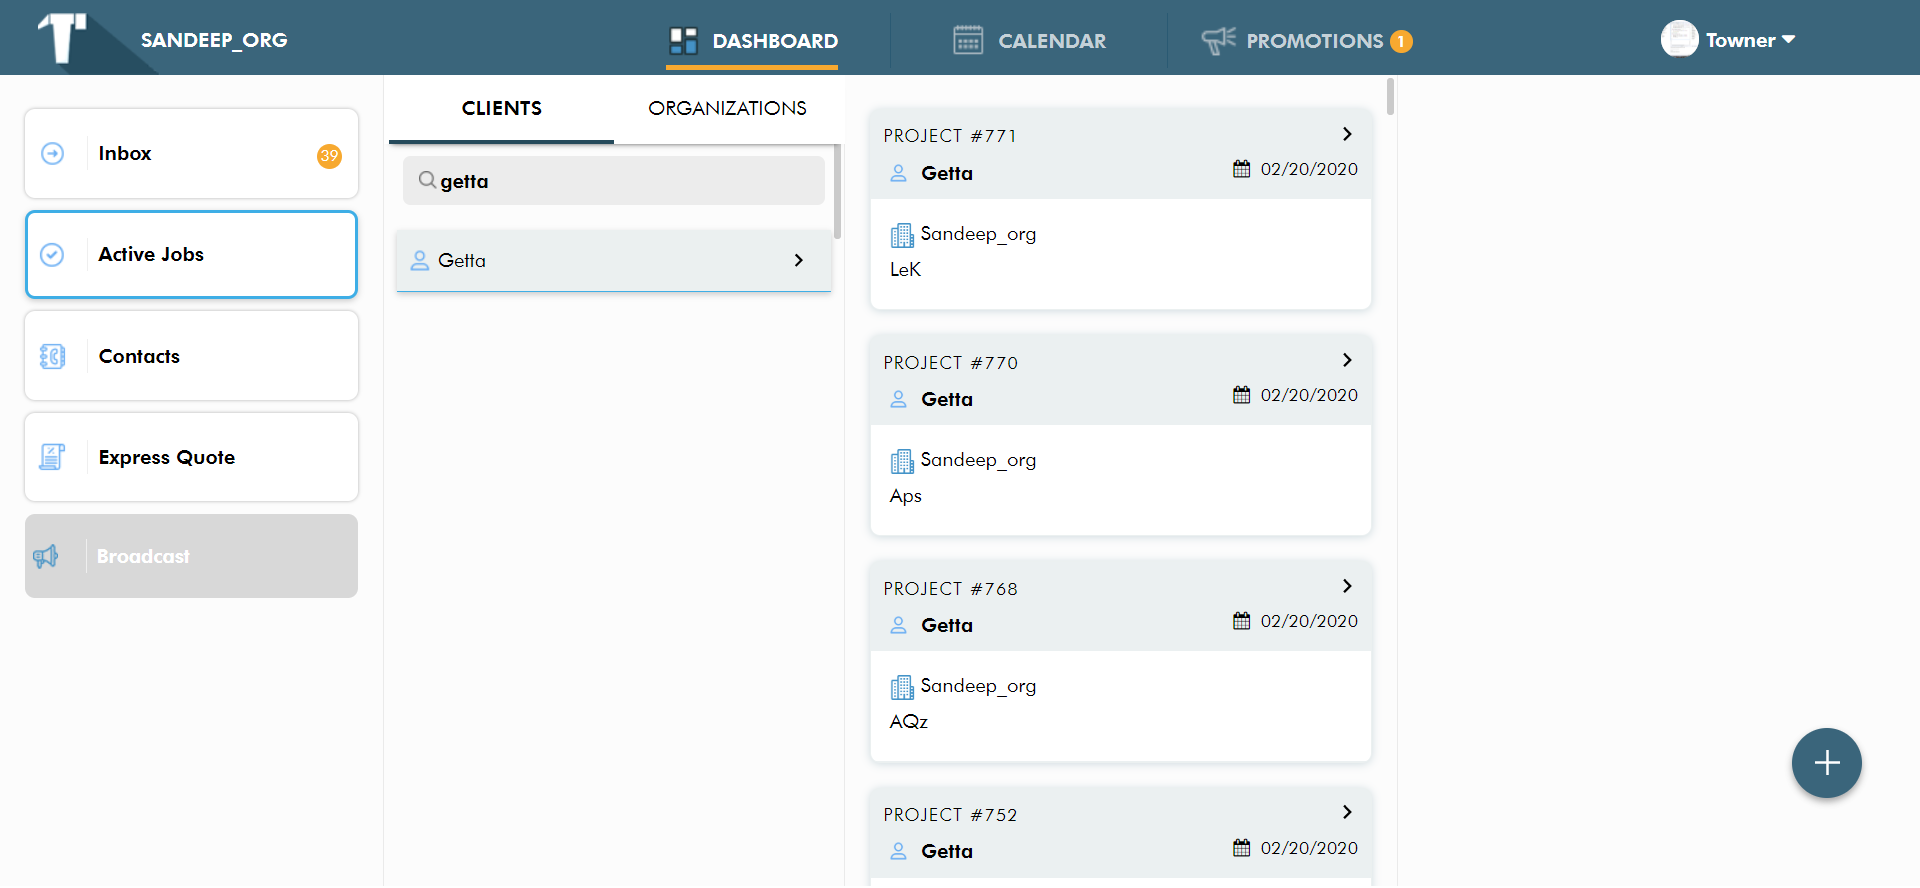 SANDEEP_ORG
DASHBOARD
CALENDAR
PROMOTIONS 1
Towner
Inbox 39
Active Jobs
Contacts
Express Quote
Broadcast
CLIENTS
ORGANIZATIONS
getta
Getta
PROJECT #771
Getta 02/20/2020
Sandeep_org
LeK
PROJECT #770
Getta 02/20/2020
Sandeep_org
Aps
PROJECT #768
Getta 02/20/2020
Sandeep_org
AQz
PROJECT #752
Getta 02/20/2020